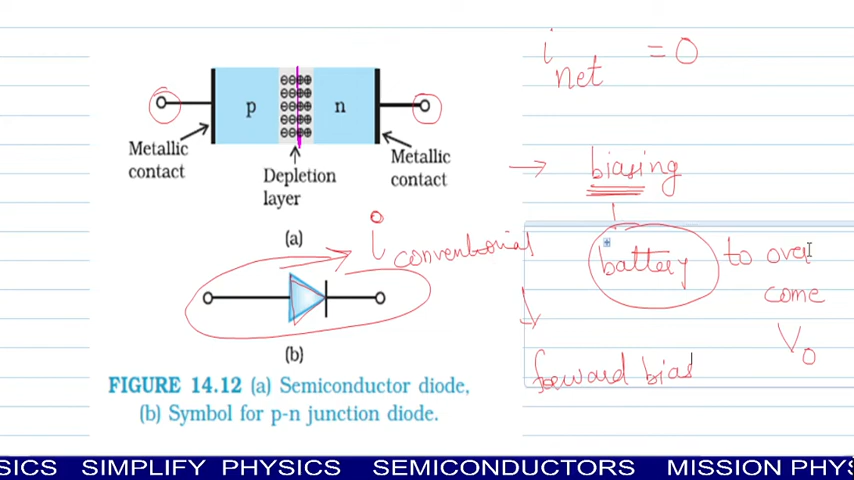 i net = 0
p
n
Metallic
contact
Depletion
layer
Metallic
contact
(a)
→ biasing
i conventional
battery to over
come
V0
(b)
forward bias
FIGURE 14.12 (a) Semiconductor diode,
(b) Symbol for p-n junction diode.
SICS SIMPLIFY PHYSICS SEMICONDUCTORS MISSION PHYS